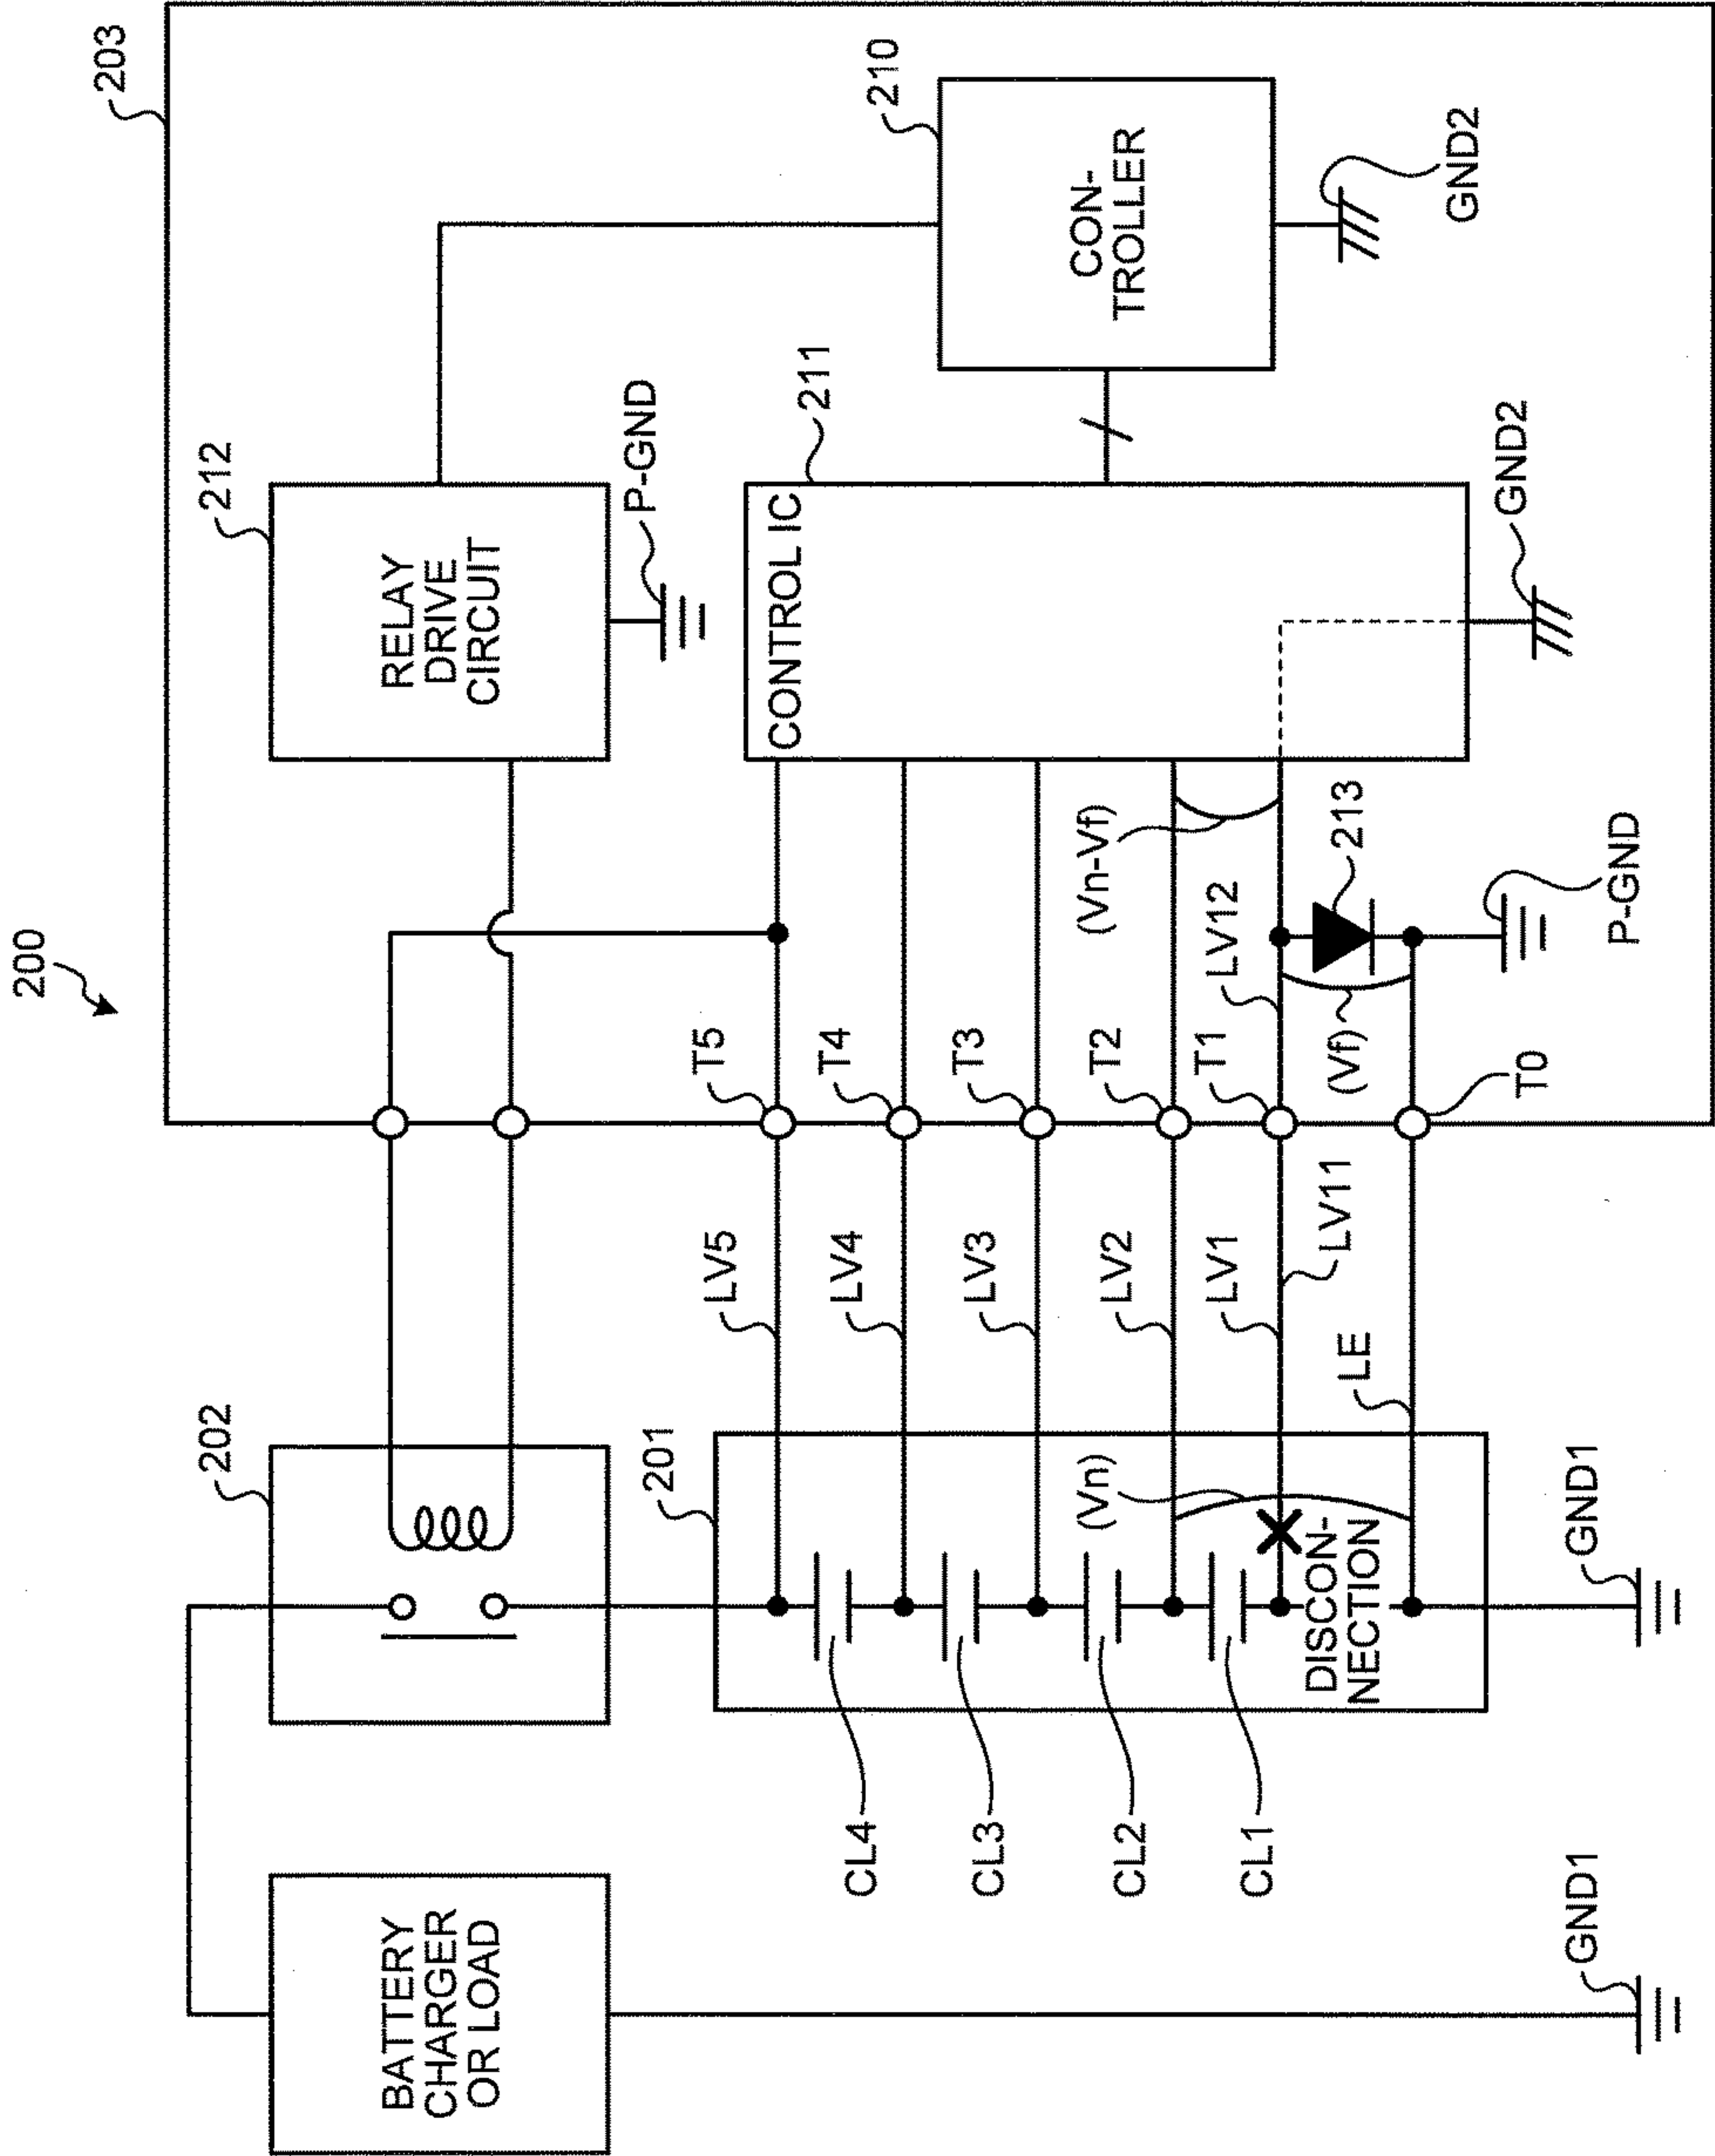 200
203
BATTERY
CHARGER
OR LOAD
202
212
RELAY
DRIVE
CIRCUIT
P-GND
210
CON-
TROLLER
GND2
201
LV5
T5
CONTROL IC
211
CL4
LV4
T4
CL3
LV3
T3
CL2
LV2
T2
(Vn)
(Vn-Vf)
CL1
LV1
LV11
T1
LV12
DISCON-
NECTION
LE
(Vf)
213
T0
P-GND
GND2
GND1
GND1